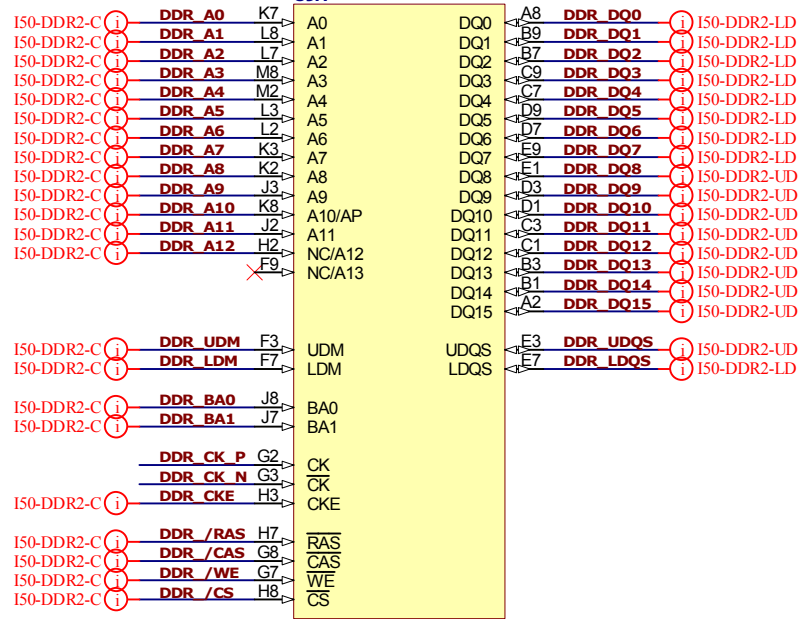 I50-DDR2-C i DDR_A0 K7 A0 DQ0 A8 DDR_DQ0 i I50-DDR2-LD
I50-DDR2-C i DDR_A1 L8 A1 DQ1 B9 DDR_DQ1 i I50-DDR2-LD
I50-DDR2-C i DDR_A2 L7 A2 DQ2 B7 DDR_DQ2 i I50-DDR2-LD
I50-DDR2-C i DDR_A3 M8 A3 DQ3 C9 DDR_DQ3 i I50-DDR2-LD
I50-DDR2-C i DDR_A4 M2 A4 DQ4 C7 DDR_DQ4 i I50-DDR2-LD
I50-DDR2-C i DDR_A5 L3 A5 DQ5 D9 DDR_DQ5 i I50-DDR2-LD
I50-DDR2-C i DDR_A6 L2 A6 DQ6 D7 DDR_DQ6 i I50-DDR2-LD
I50-DDR2-C i DDR_A7 K3 A7 DQ7 E9 DDR_DQ7 i I50-DDR2-LD
I50-DDR2-C i DDR_A8 K2 A8 DQ8 E1 DDR_DQ8 i I50-DDR2-UD
I50-DDR2-C i DDR_A9 J3 A9 DQ9 D3 DDR_DQ9 i I50-DDR2-UD
I50-DDR2-C i DDR_A10 K8 A10/AP DQ10 D1 DDR_DQ10 i I50-DDR2-UD
I50-DDR2-C i DDR_A11 J2 A11 DQ11 C3 DDR_DQ11 i I50-DDR2-UD
I50-DDR2-C i DDR_A12 H2 NC/A12 DQ12 C1 DDR_DQ12 i I50-DDR2-UD
F9 NC/A13 DQ13 B3 DDR_DQ13 i I50-DDR2-UD
DQ14 B1 DDR_DQ14 i I50-DDR2-UD
DQ15 A2 DDR_DQ15 i I50-DDR2-UD
I50-DDR2-C i DDR_UDM F3 UDM UDQS E3 DDR_UDQS i I50-DDR2-UD
I50-DDR2-C i DDR_LDM F7 LDM LDQS E7 DDR_LDQS i I50-DDR2-LD
I50-DDR2-C i DDR_BA0 J8 BA0
I50-DDR2-C i DDR_BA1 J7 BA1
DDR_CK_P G2 CK
DDR_CK_N G3 CK
I50-DDR2-C i DDR_CKE H3 CKE
I50-DDR2-C i DDR_/RAS H7 RAS
I50-DDR2-C i DDR_/CAS G8 CAS
I50-DDR2-C i DDR_/WE G7 WE
I50-DDR2-C i DDR_/CS H8 CS